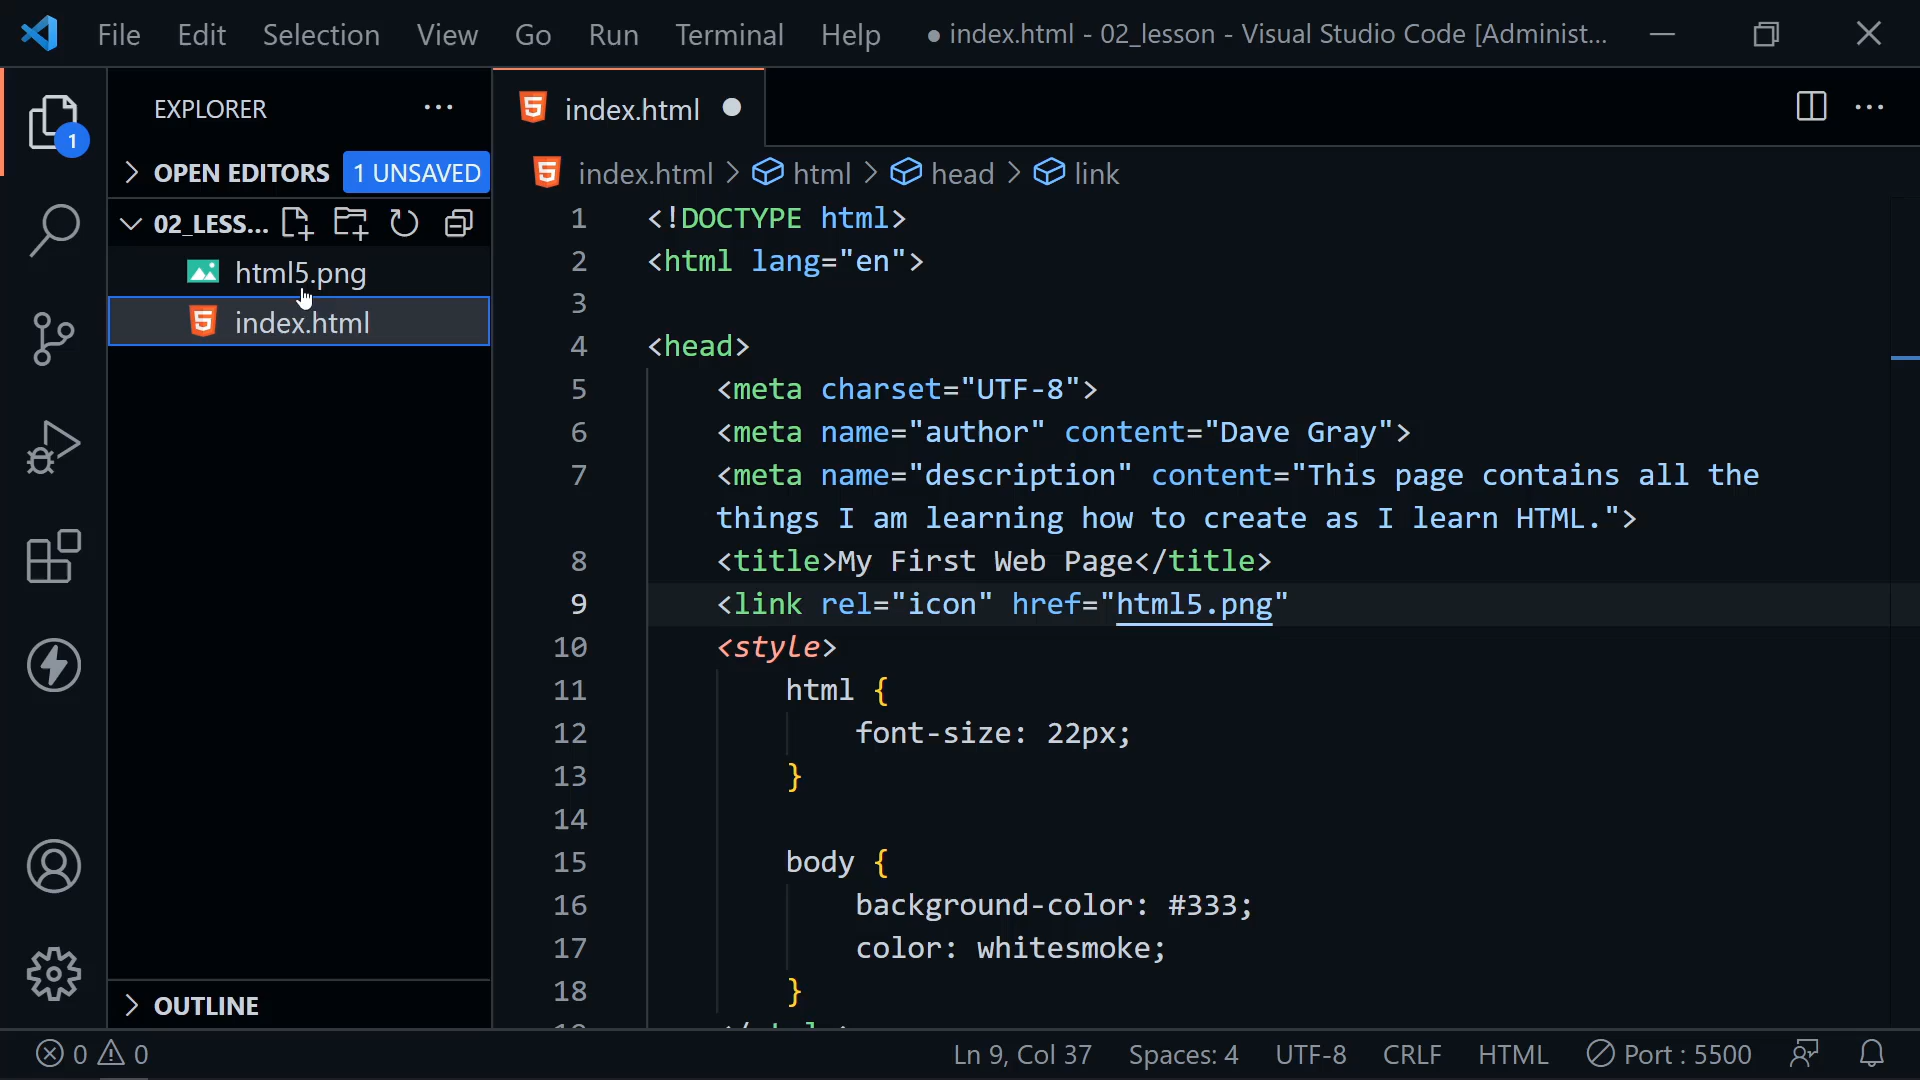 File Edit Selection View Go Run Terminal Help ● index.html - 02_lesson - Visual Studio Code [Administ...
EXPLORER
index.html
1
OPEN EDITORS 1 UNSAVED
index.html > html > head > link
02_LESS...
html5.png
index.html
1 <!DOCTYPE html>
2 <html lang="en">
3
4 <head>
5 <meta charset="UTF-8">
6 <meta name="author" content="Dave Gray">
7 <meta name="description" content="This page contains all the
things I am learning how to create as I learn HTML.">
8 <title>My First Web Page</title>
9 <link rel="icon" href="html5.png"
10 <style>
11 html {
12 font-size: 22px;
13 }
14
15 body {
16 background-color: #333;
17 color: whitesmoke;
18 }
OUTLINE
0 0 Ln 9, Col 37 Spaces: 4 UTF-8 CRLF HTML Port : 5500